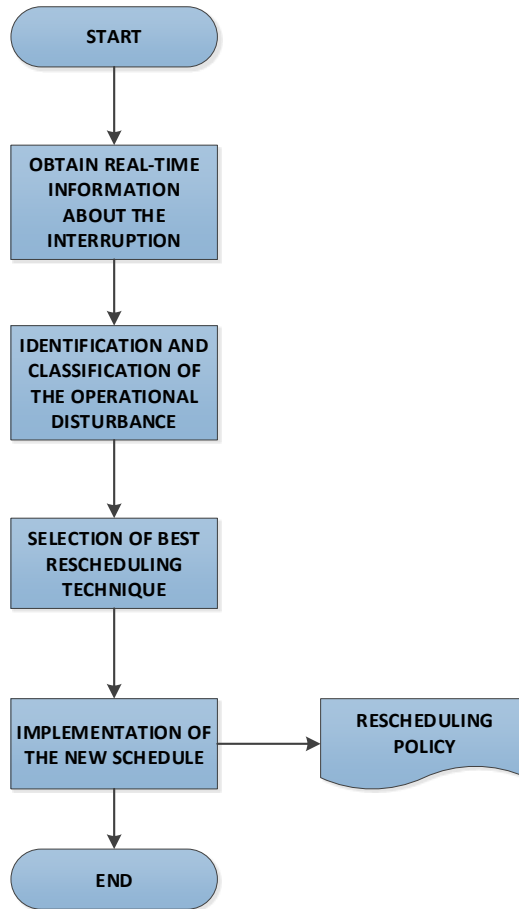 START
OBTAIN REAL-TIME
INFORMATION
ABOUT THE
INTERRUPTION
IDENTIFICATION AND
CLASSIFICATION OF
THE OPERATIONAL
DISTURBANCE
SELECTION OF BEST
RESCHEDULING
TECHNIQUE
IMPLEMENTATION OF
THE NEW SCHEDULE
RESCHEDULING
POLICY
END